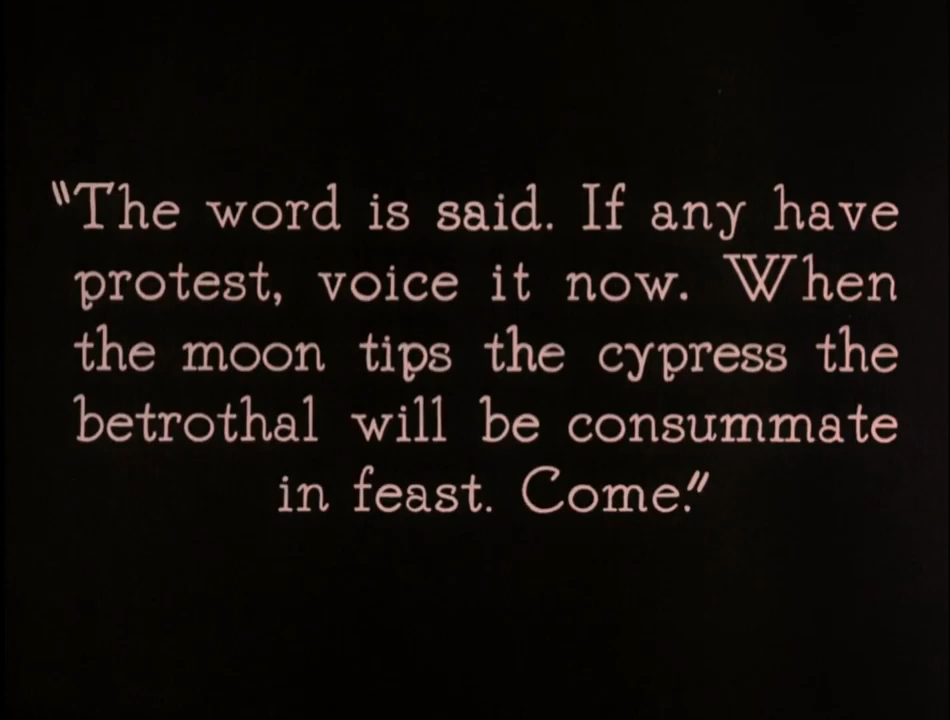 "The word is said. If any have
protest, voice it now. When
the moon tips the cypress the
betrothal will be consummate
in feast. Come."